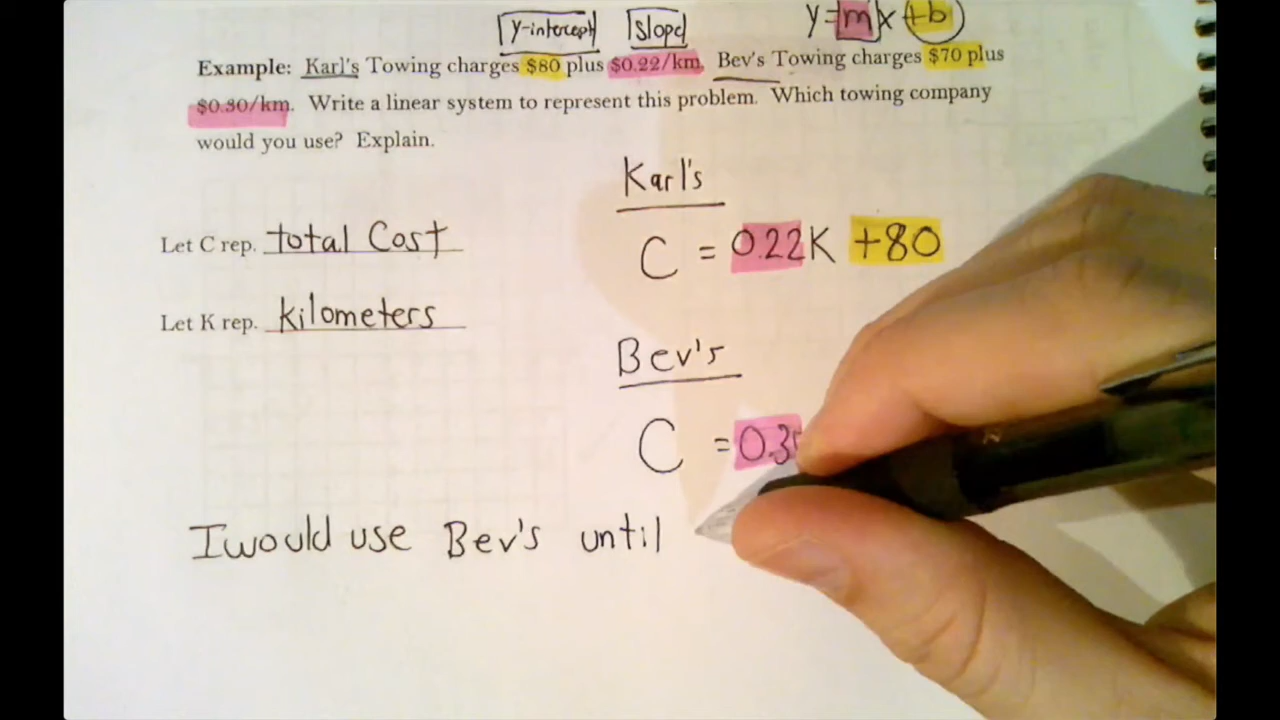 y-intercept slope y=mx+b
Example: Karl's Towing charges $80 plus $0.22/km. Bev's Towing charges $70 plus
$0.30/km. Write a linear system to represent this problem. Which towing company
would you use? Explain.
Karl's
Let C rep. total Cost
C = 0.22K +80
Let K rep. kilometers
Bev's
C = 0.3
I would use Bev's until